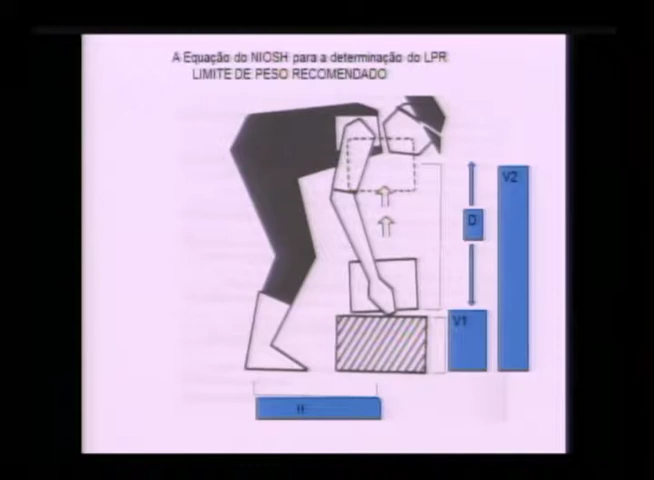 A Equação do NIOSH para a determinação do LPR
LIMITE DE PESO RECOMENDADO
V2
D
V1
H